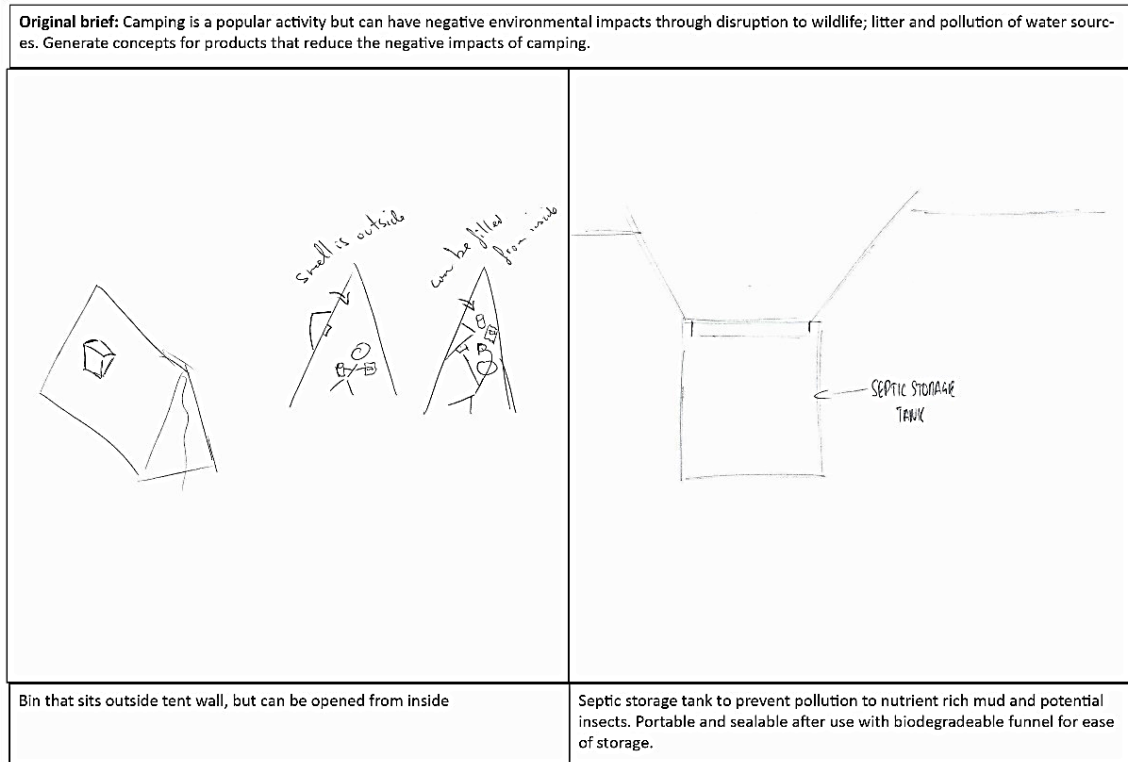 Original brief: Camping is a popular activity but can have negative environmental impacts through disruption to wildlife; litter and pollution of water sourc-
es. Generate concepts for products that reduce the negative impacts of camping.
smell is outside
can be filled
from inside
SEPTIC STORAGE
TANK
Bin that sits outside tent wall, but can be opened from inside
Septic storage tank to prevent pollution to nutrient rich mud and potential
insects. Portable and sealable after use with biodegradeable funnel for ease
of storage.